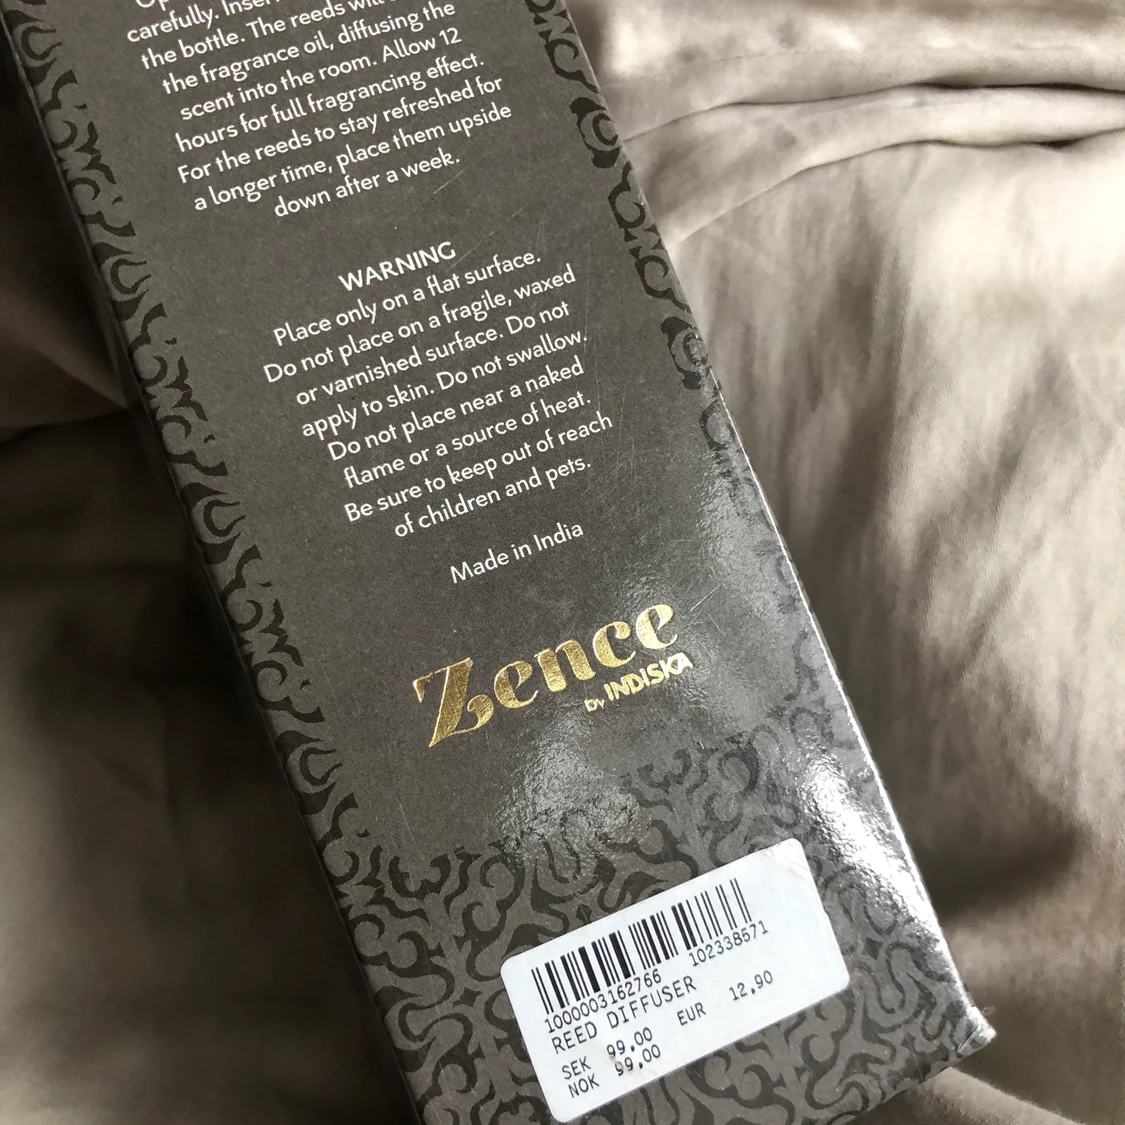 carefully.
the bottle. The reeds will
the fragrance oil, diffusing the
scent into the room. Allow 12
hours for full fragrancing effect.
For the reeds to stay refreshed for
a longer time, place them upside
down after a week.
WARNING
Place only on a flat surface.
Do not place on a fragile, waxed
or varnished surface. Do not
apply to skin. Do not swallow.
Do not place near a naked
flame or a source of heat.
Be sure to keep out of reach
of children and pets.
Made in India
Zence
by INDISKA
1000003162766 102338571
REED DIFFUSER
SEK 99,00 EUR 12,90
NOK 99,00